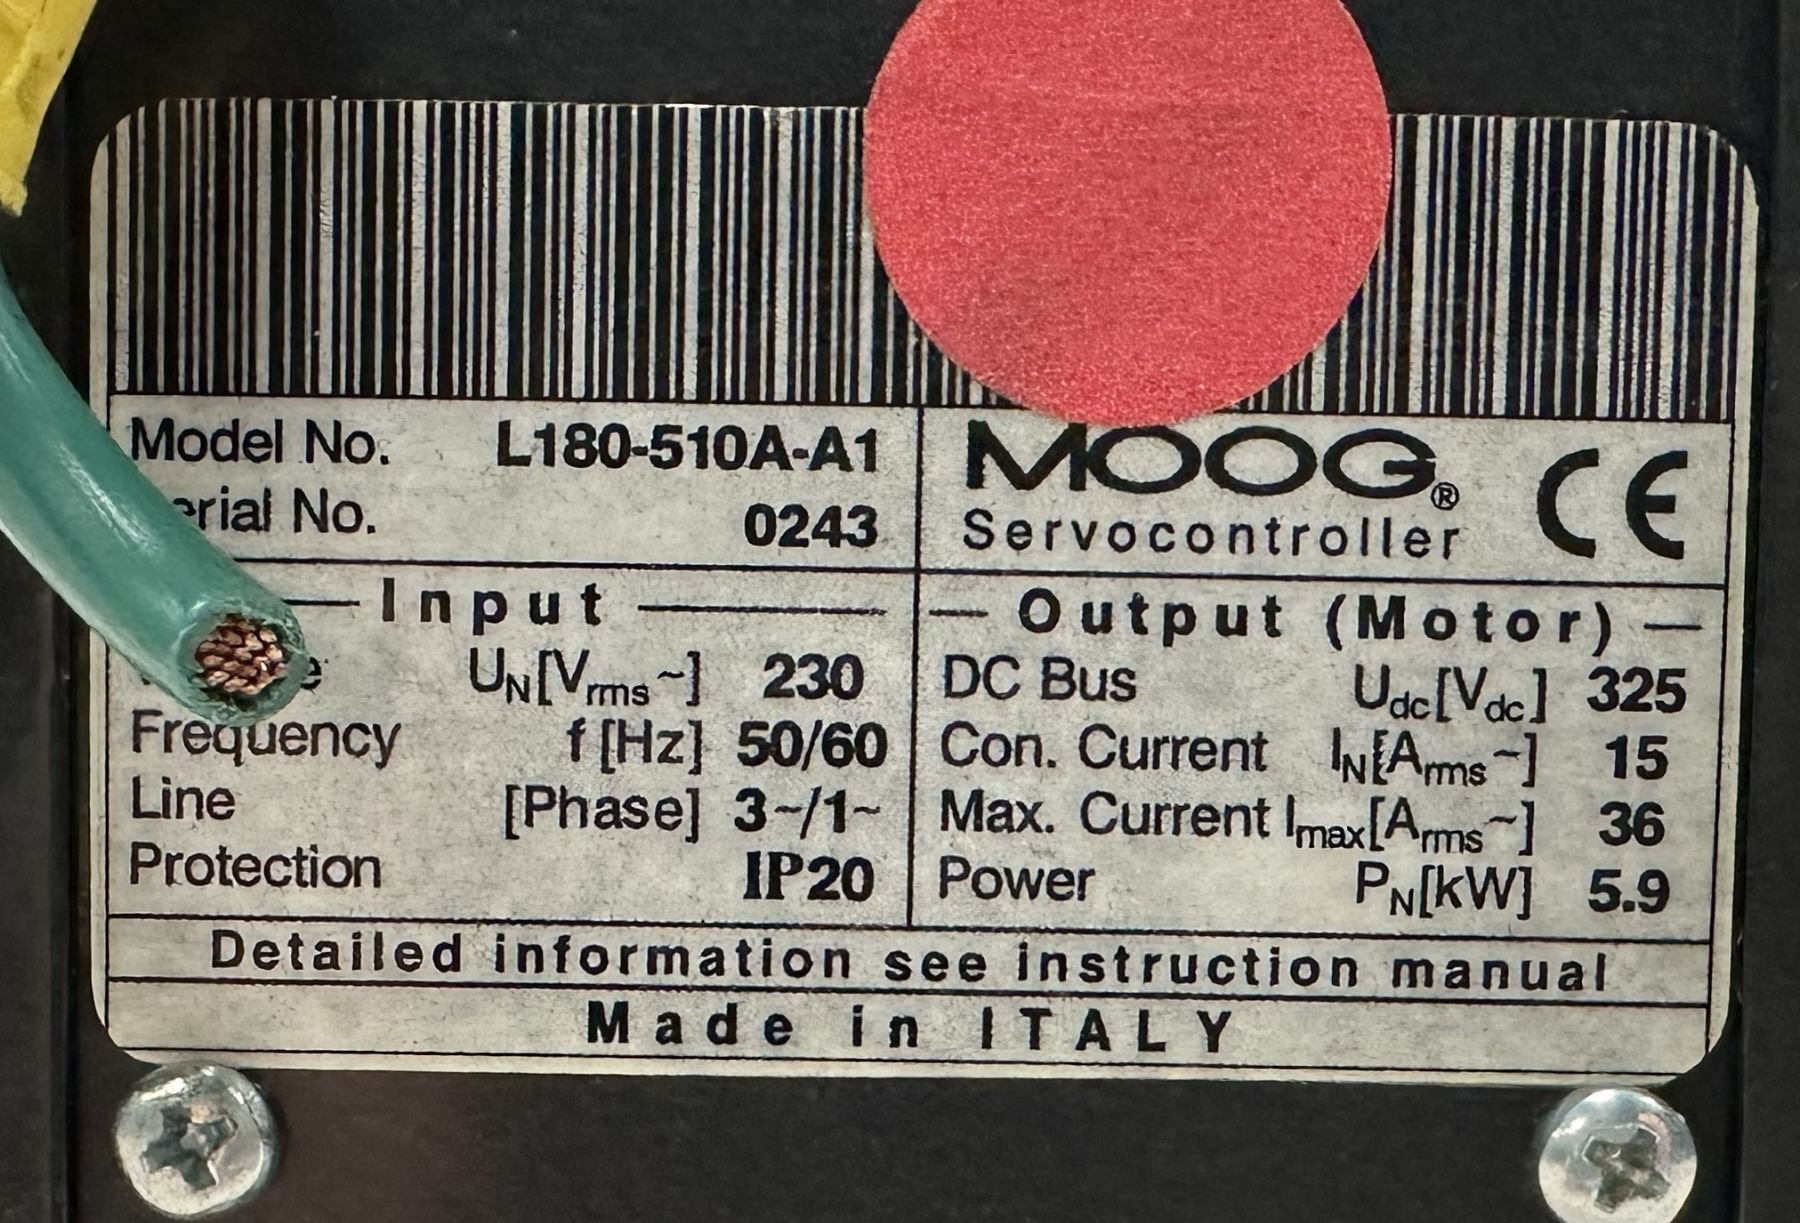 Model No. L180-510A-A1
Serial No. 0243
MOOG®
Servocontroller CE
Input
UN[Vrms~] 230
Frequency f [Hz] 50/60
Line [Phase] 3~/1~
Protection IP20
Output (Motor)
DC Bus Udc[Vdc] 325
Con. Current IN[Arms~] 15
Max. Current Imax[Arms~] 36
Power PN[kW] 5.9
Detailed information see instruction manual
Made in ITALY